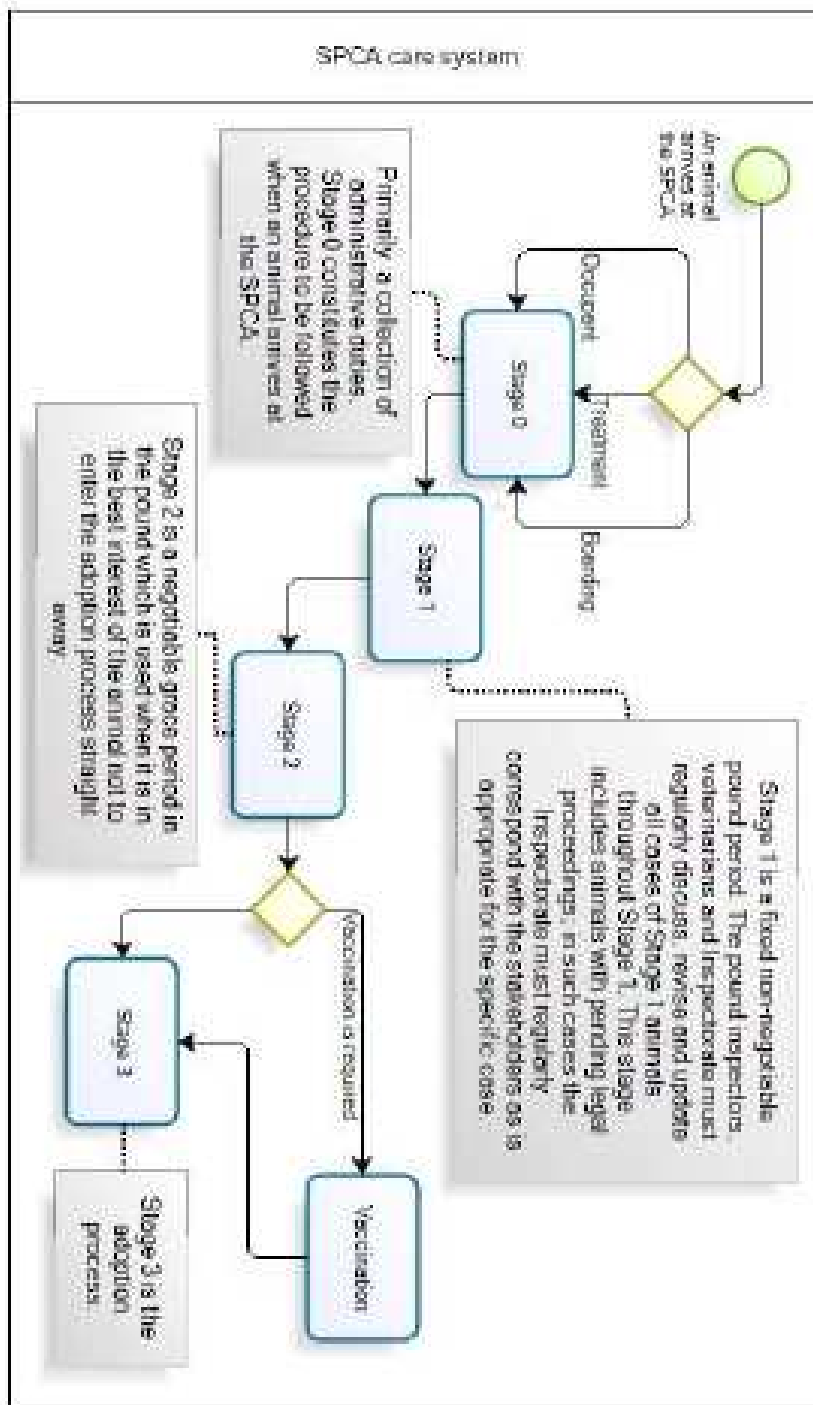 SPCA care system
An animal
arrives at
the SPCA
Document
Treatment
Boarding
Stage 0
Primarily a collection of
administrative duties
Stage 0 constitutes the
procedure to be followed
when an animal arrives at
the SPCA.
Stage 1
Stage 1 is a fixed non-negotiable
pound period. The pound inspectors,
veterinarians and Inspectorate must
regularly discuss, revise and update
all cases of Stage 1 animals
throughout Stage 1. The stage
includes animals with pending legal
proceedings, in such cases the
Inspectorate must regularly
correspond with the stakeholders as is
appropriate for the specific case.
Stage 2
Stage 2 is a negotiable grace period in
the pound which is used when it is in
the best interest of the animal not to
enter the adoption process straight
away
Vaccination is required
Vaccination
Stage 3
Stage 3 is the
adoption
process.